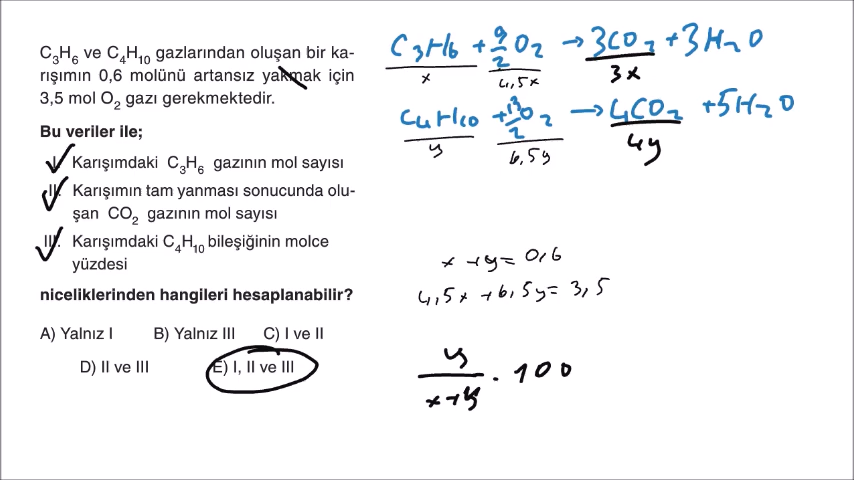 C₃H₆ ve C₄H₁₀ gazlarından oluşan bir ka-
rışımın 0,6 molünü artansız yakmak için
3,5 mol O₂ gazı gerekmektedir.
Bu veriler ile;
I. Karışımdaki C₃H₆ gazının mol sayısı
II. Karışımın tam yanması sonucunda olu-
şan CO₂ gazının mol sayısı
III. Karışımdaki C₄H₁₀ bileşiğinin molce
yüzdesi
niceliklerinden hangileri hesaplanabilir?
A) Yalnız I B) Yalnız III C) I ve II
D) II ve III E) I, II ve III
C₃H₆ + 9/2 O₂ → 3CO₂ + 3H₂O
x 4,5x 3x
C₄H₁₀ + 13/2 O₂ → 4CO₂ + 5H₂O
y 6,5y 4y
x + y = 0,6
4,5x + 6,5y = 3,5
y
x + y . 100